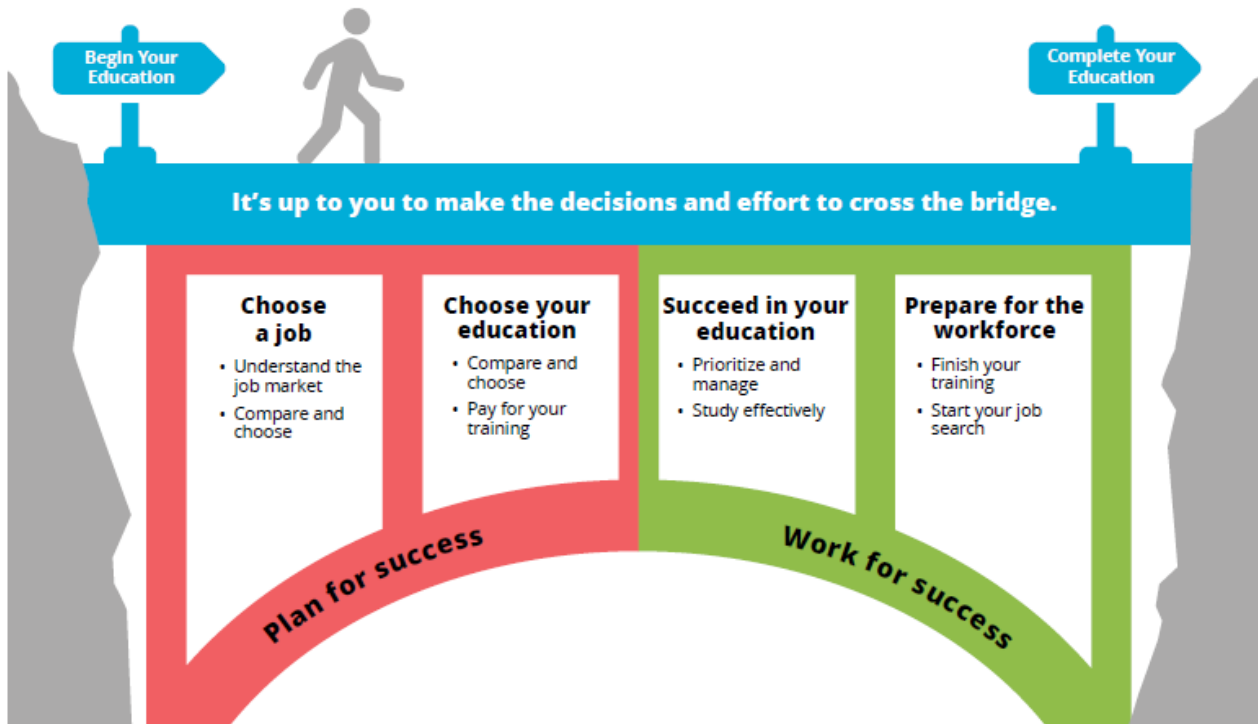 Begin Your
Education
Complete Your
Education
It's up to you to make the decisions and effort to cross the bridge.
Choose
a job
• Understand the
job market
• Compare and
choose
Choose your
education
• Compare and
choose
• Pay for your
training
Succeed in your
education
• Prioritize and
manage
• Study effectively
Prepare for the
workforce
• Finish your
training
• Start your job
search
Plan for success
Work for success